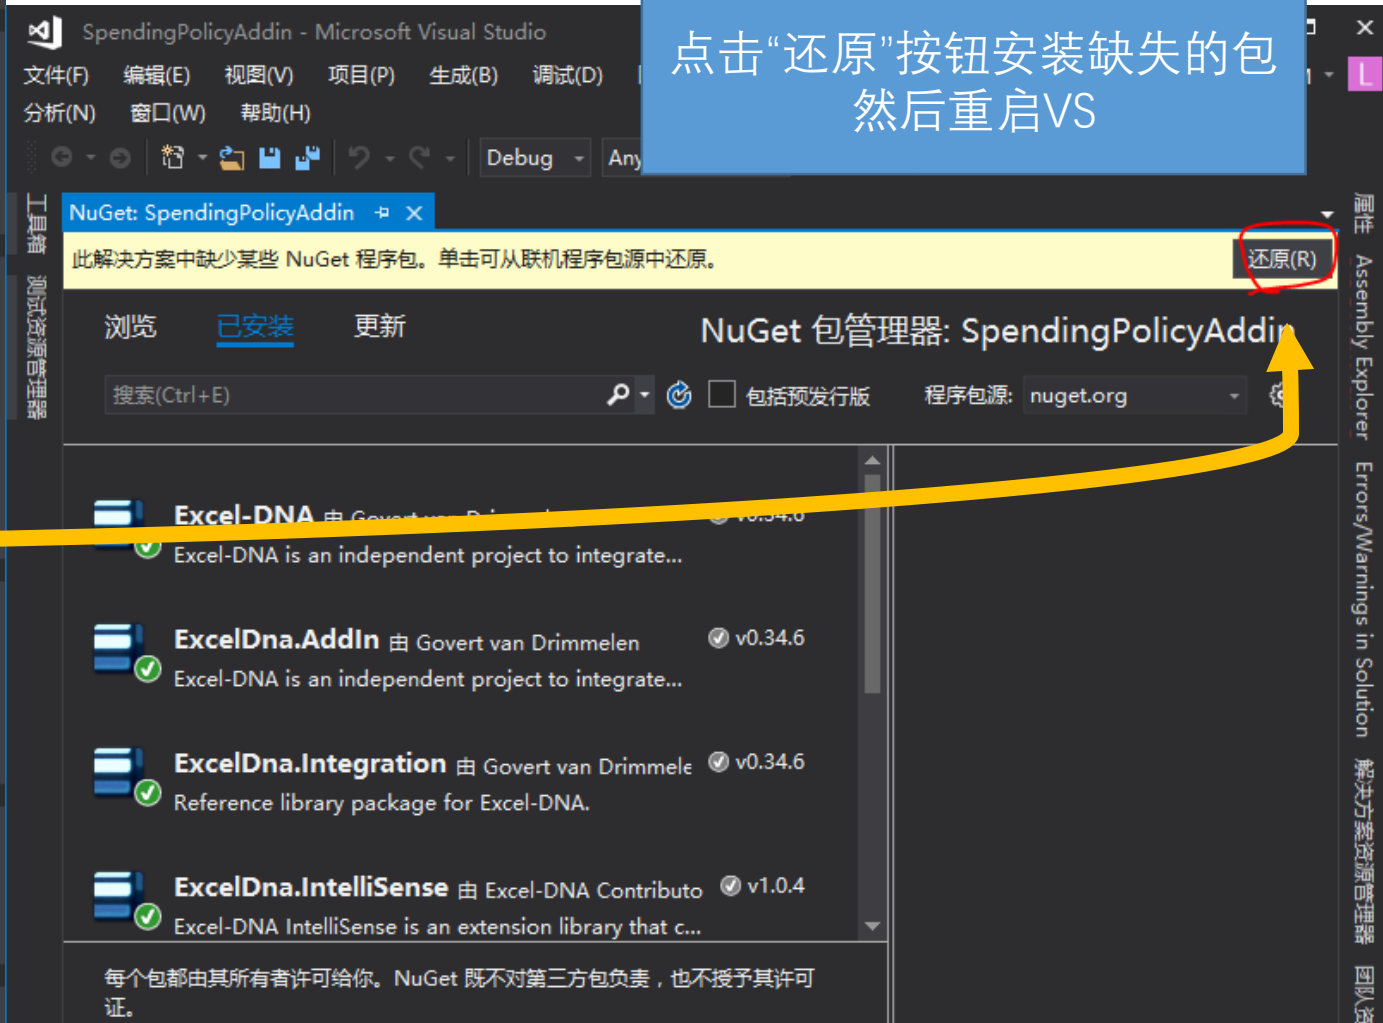 SpendingPolicyAddin - Microsoft Visual Studio
点击“还原”按钮安装缺失的包
然后重启VS
文件(F) 编辑(E) 视图(V) 项目(P) 生成(B) 调试(D)
L
分析(N) 窗口(W) 帮助(H)
Debug Any
工具箱
测试资源管理器
NuGet: SpendingPolicyAddin
此解决方案中缺少某些 NuGet 程序包。单击可从联机程序包源中还原。 还原(R)
浏览 已安装 更新 NuGet 包管理器: SpendingPolicyAddin
搜索(Ctrl+E) 包括预发行版 程序包源: nuget.org
Excel-DNA 由 Govert van Drimmelen v0.34.6
Excel-DNA is an independent project to integrate...
ExcelDna.AddIn 由 Govert van Drimmelen v0.34.6
Excel-DNA is an independent project to integrate...
ExcelDna.Integration 由 Govert van Drimmele v0.34.6
Reference library package for Excel-DNA.
ExcelDna.IntelliSense 由 Excel-DNA Contributo v1.0.4
Excel-DNA IntelliSense is an extension library that c...
每个包都由其所有者许可给你。NuGet 既不对第三方包负责，也不授予其许可
证。
属性
Assembly Explorer
Errors/Warnings in Solution
解决方案资源管理器
团队资